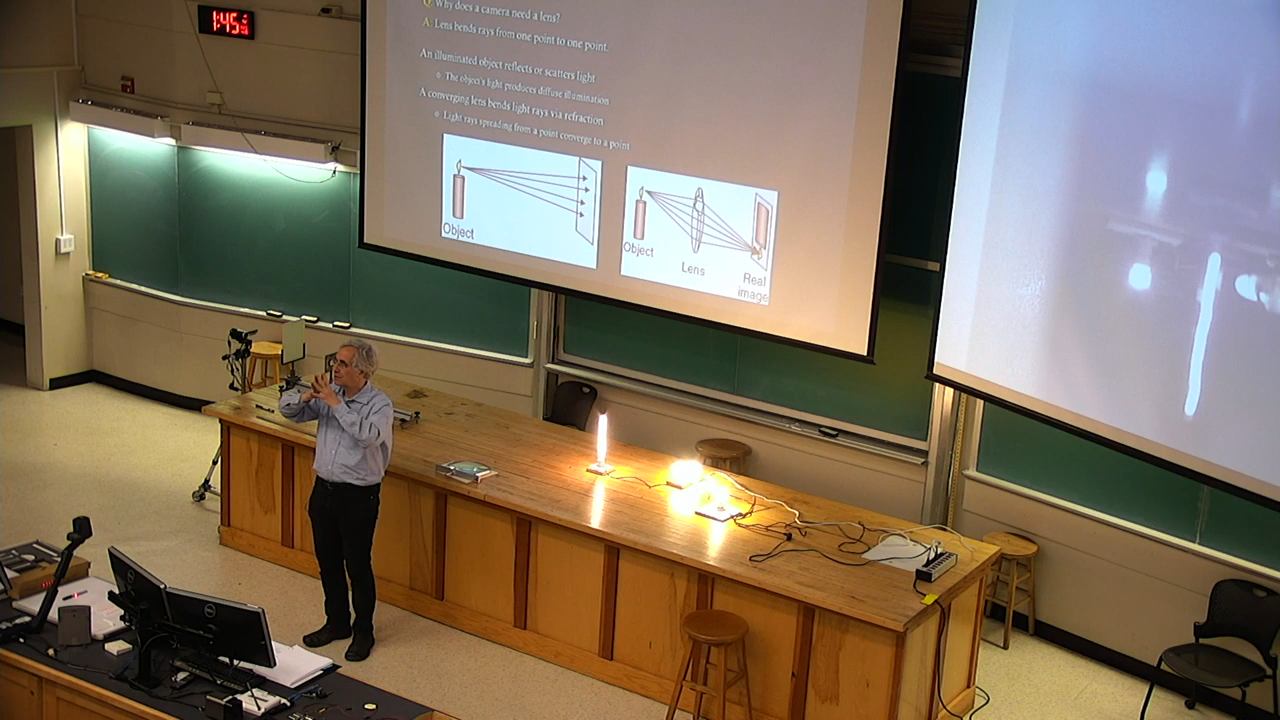 1:45
Q: Why does a camera need a lens?
A: Lens bends rays from one point to one point.
An illuminated object reflects or scatters light
The object's light produces diffuse illumination
A converging lens bends light rays via refraction
Light rays spreading from a point converge to a point
Object
Object
Lens
Real
image
DELL
DELL